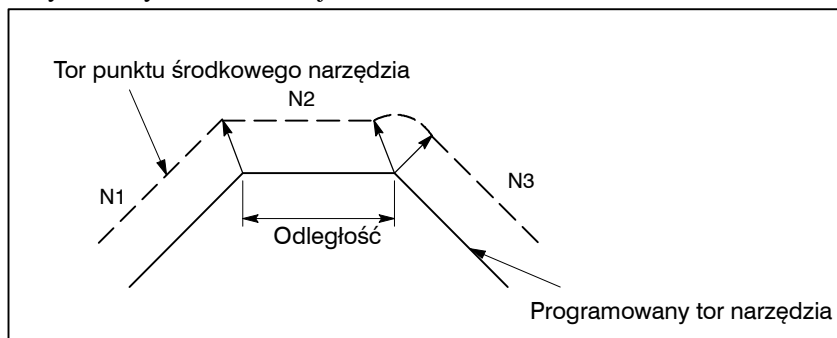 Tor punktu środkowego narzędzia
N2
N1
N3
Odległość
Programowany tor narzędzia